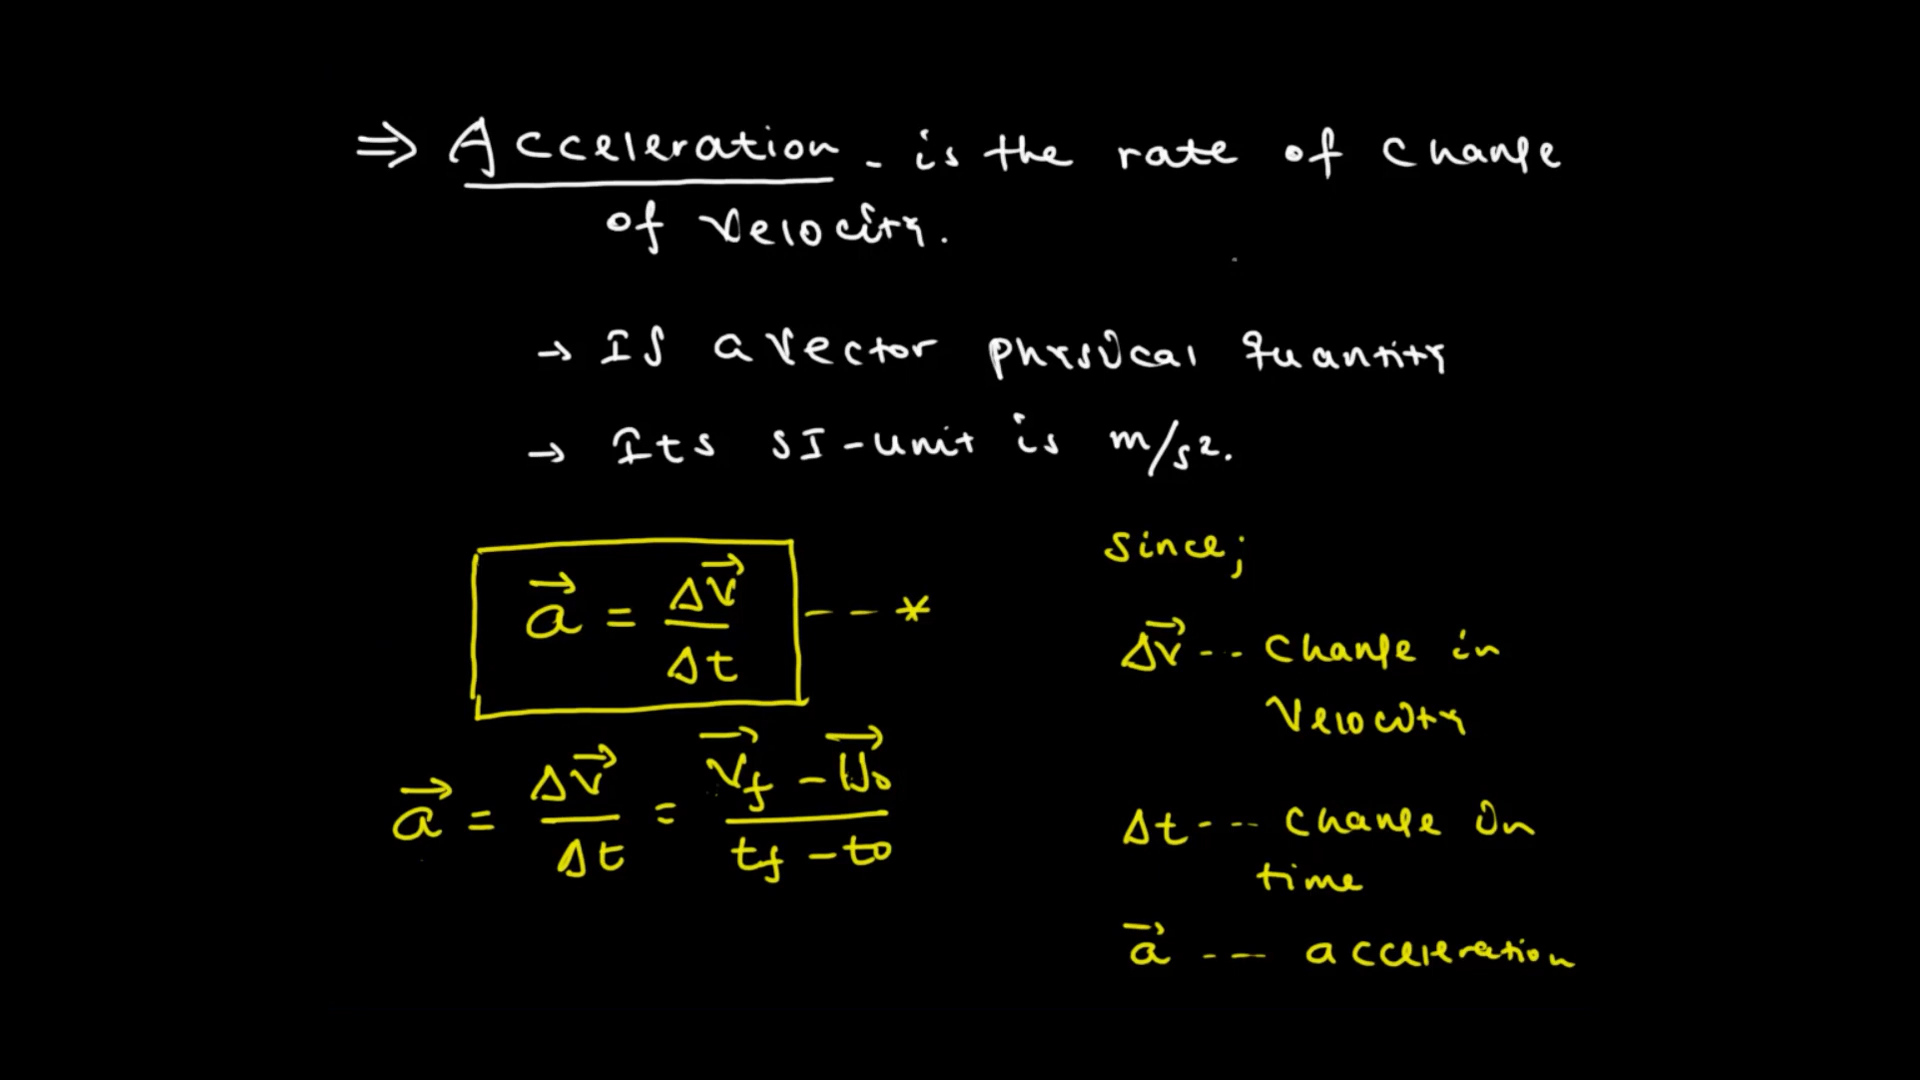 ⇒ Acceleration - is the rate of change
of velocity.
→ Is a vector physical quantity
→ Its SI-unit is m/s².
since;
a⃗ = Δv⃗/Δt --- *
Δv⃗ -- change in
velocity
a⃗ = Δv⃗/Δt = (v⃗f - v⃗o)/(tf - to)
Δt --- change in
time
a⃗ --- acceleration